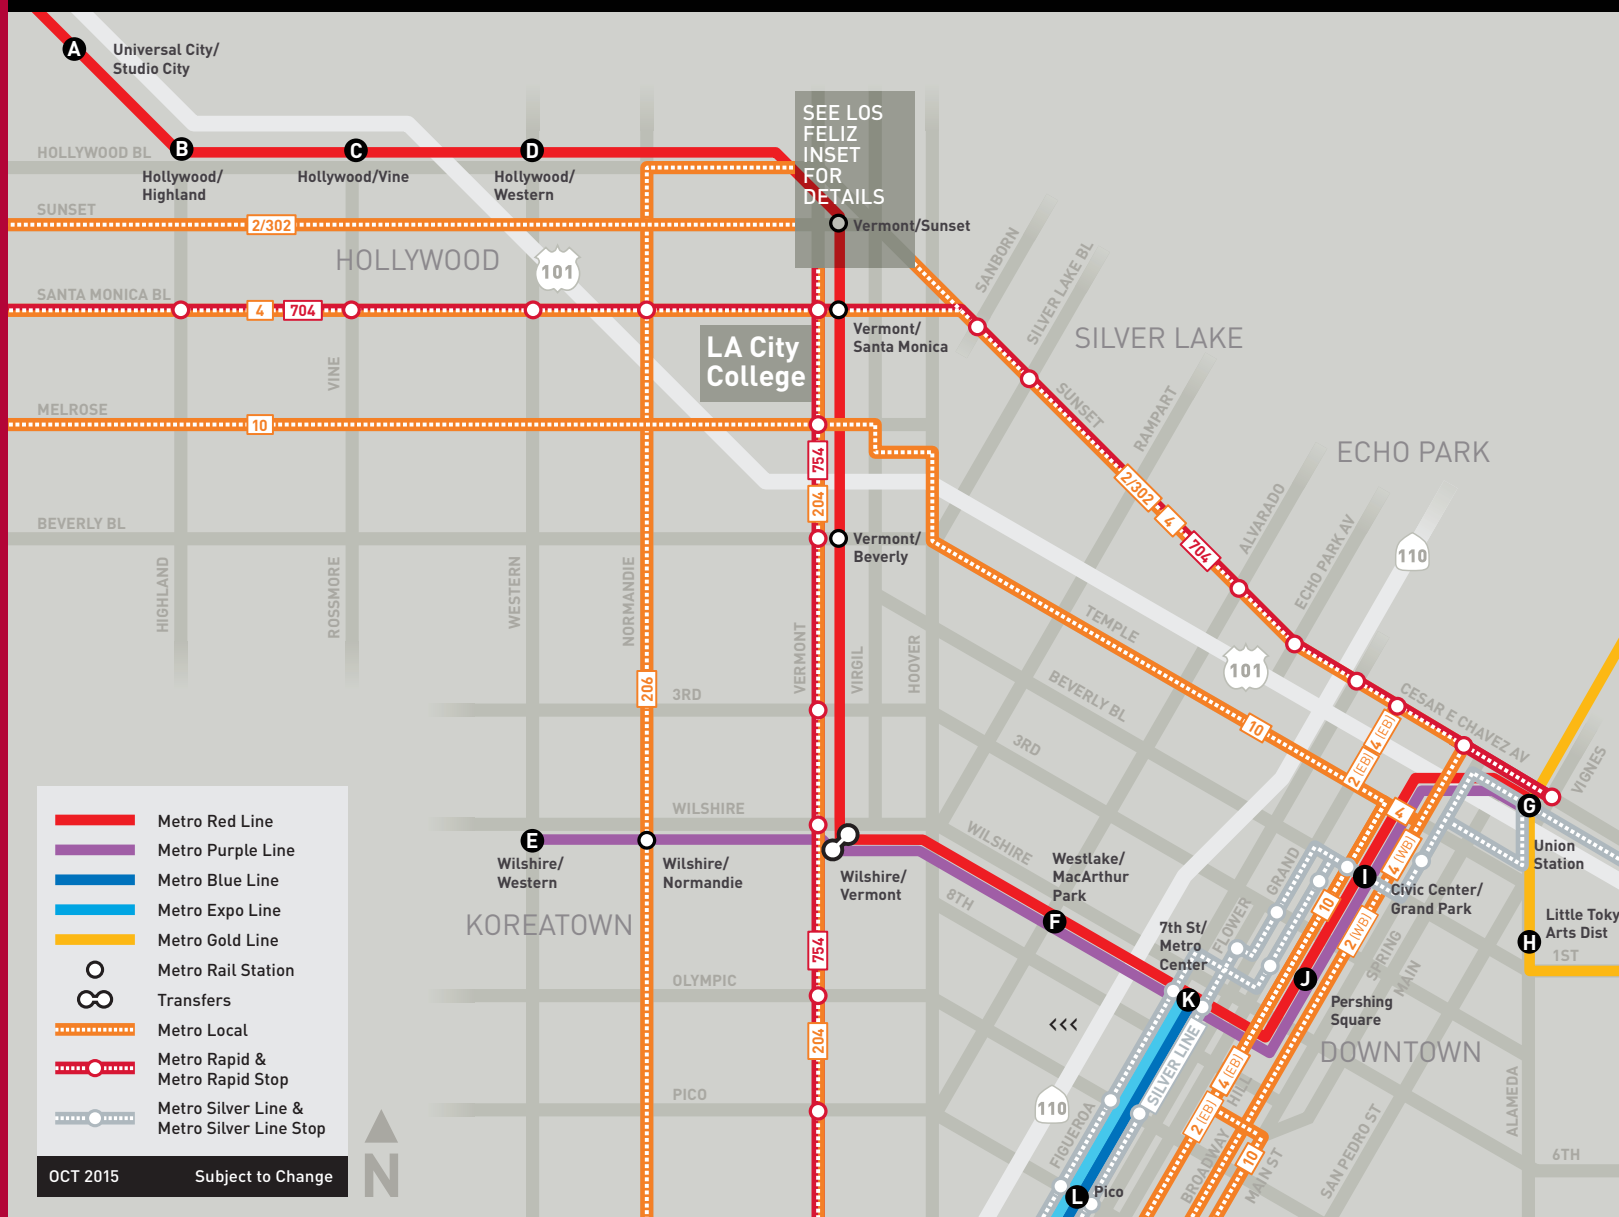 A
Universal City/
Studio City
SEE LOS
FELIZ
INSET
FOR
DETAILS
HOLLYWOOD BL
B
C
D
Hollywood/
Highland
Hollywood/Vine
Hollywood/
Western
SUNSET
2/302
Vermont/Sunset
HOLLYWOOD
101
SANBORN
SILVER LAKE BL
SANTA MONICA BL
4
704
Vermont/
Santa Monica
SILVER LAKE
LA City
College
VINE
SUNSET
RAMPART
MELROSE
10
754
204
ECHO PARK
2/302
4
704
ALVARADO
ECHO PARK AV
110
BEVERLY BL
Vermont/
Beverly
HIGHLAND
ROSSMORE
WESTERN
NORMANDIE
VERMONT
VIRGIL
HOOVER
TEMPLE
101
206
3RD
BEVERLY BL
3RD
10
CESAR E CHAVEZ AV
VIGNES
2 (EB)
4 (EB)
WILSHIRE
WILSHIRE
4
4 (WB)
G
Union
Station
E
Wilshire/
Western
Wilshire/
Normandie
Wilshire/
Vermont
Westlake/
MacArthur
Park
8TH
F
GRAND
FLOWER
I
Civic Center/
Grand Park
10
2 (WB)
KOREATOWN
754
204
7th St/
Metro
Center
K
J
Pershing
Square
SPRING
MAIN
H
Little Toky
Arts Dist
1ST
OLYMPIC
<<<
DOWNTOWN
SILVER LINE
PICO
110
FIGUEROA
4 (EB)
2 (EB)
HILL
10
BROADWAY
MAIN ST
SAN PEDRO ST
ALAMEDA
6TH
L
Pico
Metro Red Line
Metro Purple Line
Metro Blue Line
Metro Expo Line
Metro Gold Line
Metro Rail Station
Transfers
Metro Local
Metro Rapid &
Metro Rapid Stop
Metro Silver Line &
Metro Silver Line Stop
OCT 2015
Subject to Change
N